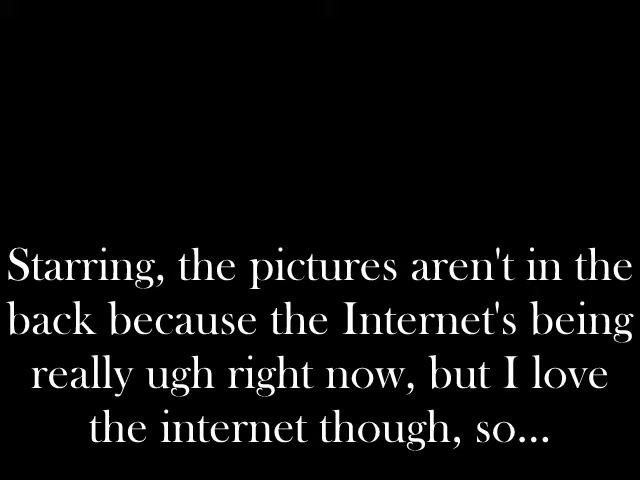 Starring, the pictures aren't in the
back because the Internet's being
really ugh right now, but I love
the internet though, so...